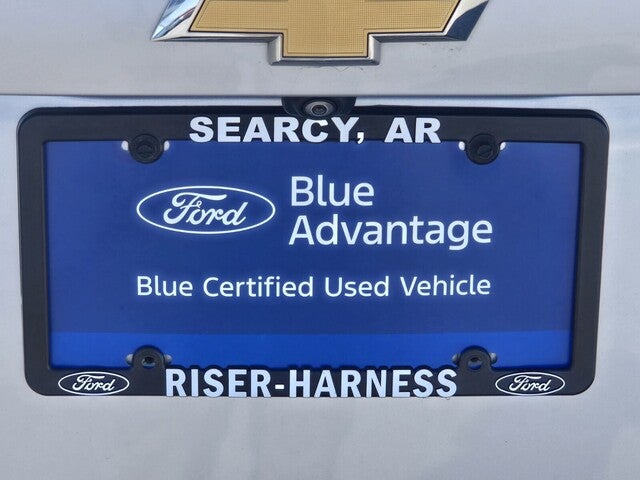 SEARCY, AR
Ford
Blue
Advantage
Blue Certified Used Vehicle
Ford RISER-HARNESS Ford